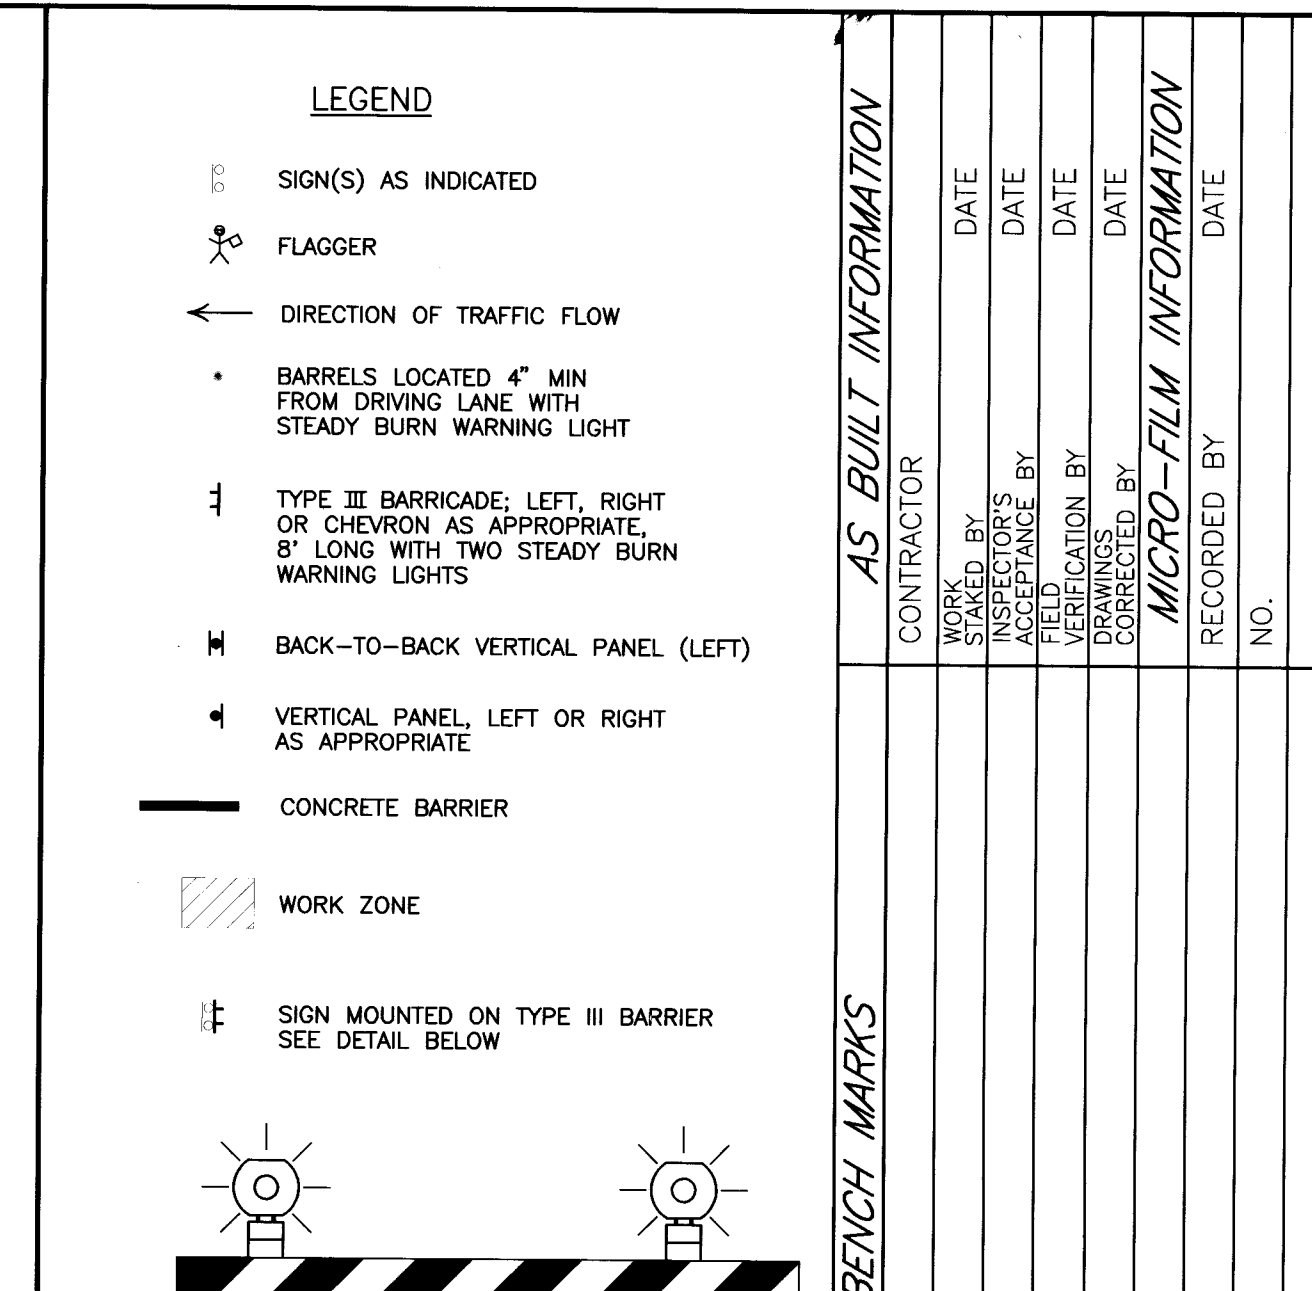 LEGEND
SIGN(S) AS INDICATED
FLAGGER
DIRECTION OF TRAFFIC FLOW
BARRELS LOCATED 4" MIN
FROM DRIVING LANE WITH
STEADY BURN WARNING LIGHT
TYPE III BARRICADE; LEFT, RIGHT
OR CHEVRON AS APPROPRIATE,
8' LONG WITH TWO STEADY BURN
WARNING LIGHTS
BACK-TO-BACK VERTICAL PANEL (LEFT)
VERTICAL PANEL, LEFT OR RIGHT
AS APPROPRIATE
CONCRETE BARRIER
WORK ZONE
SIGN MOUNTED ON TYPE III BARRIER
SEE DETAIL BELOW
AS BUILT INFORMATION
CONTRACTOR
WORK
STAKED BY DATE
INSPECTOR'S
ACCEPTANCE BY DATE
FIELD
VERIFICATION BY DATE
DRAWINGS
CORRECTED BY DATE
MICRO-FILM INFORMATION
RECORDED BY DATE
NO.
BENCH MARKS